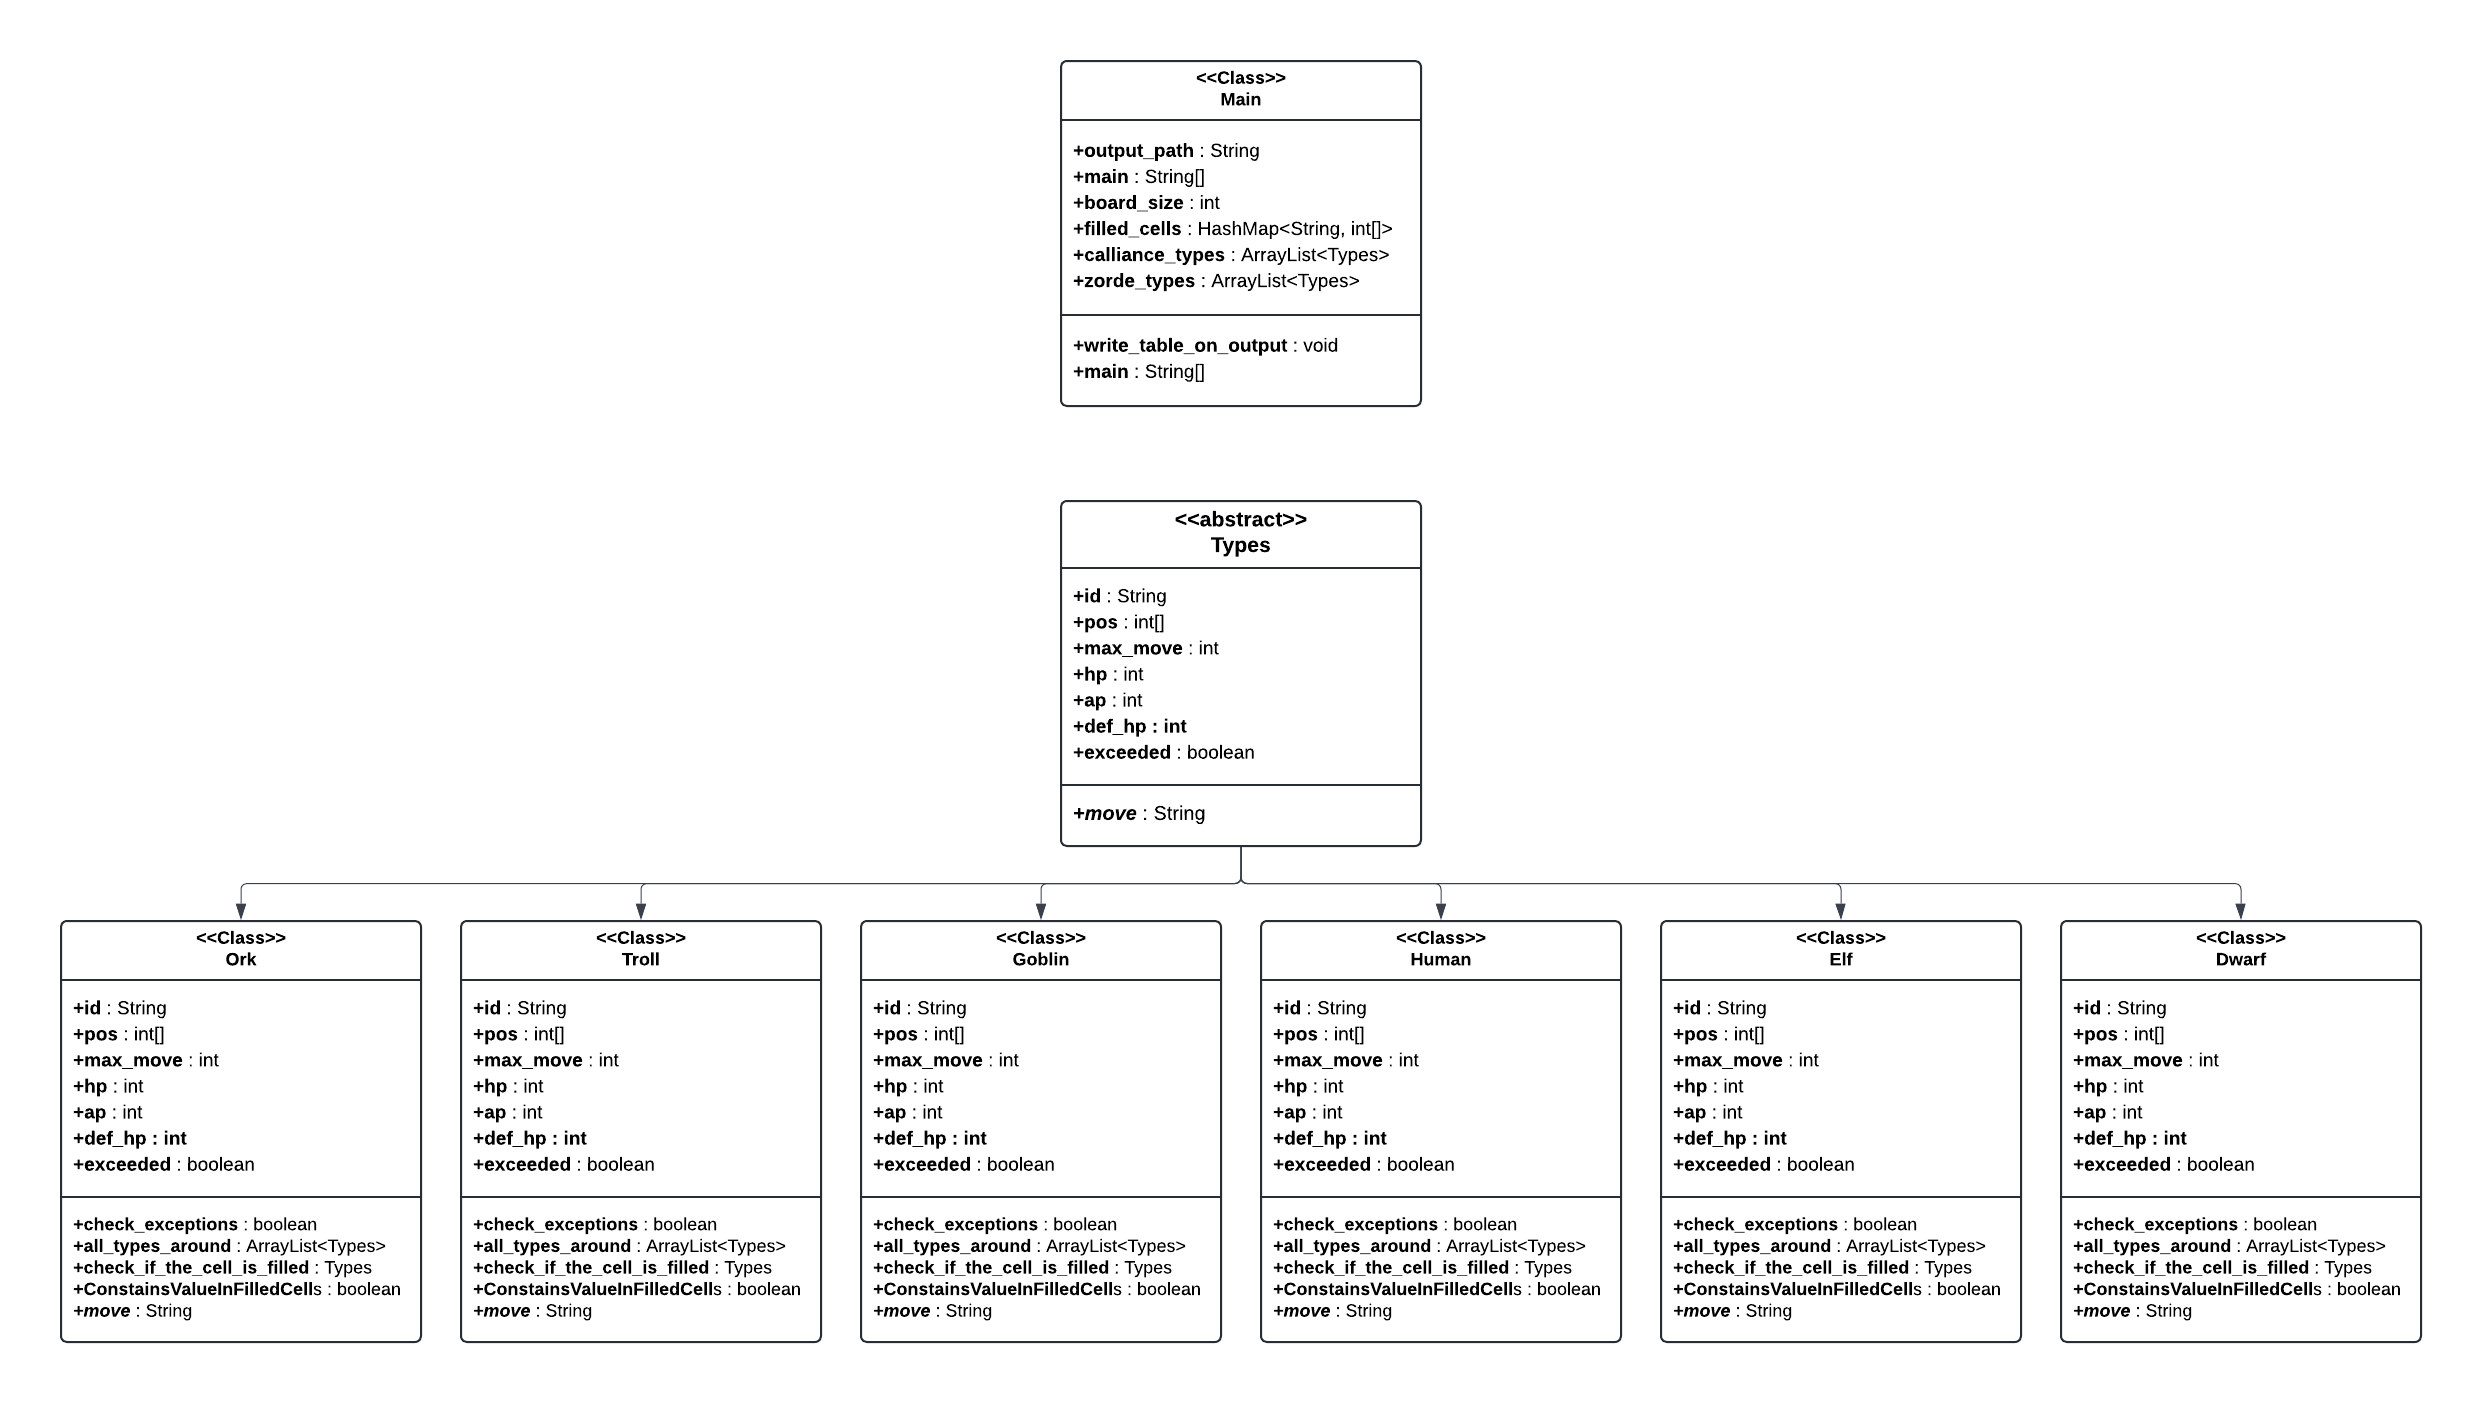 <<Class>>
Main
+output_path : String
+main : String[]
+board_size : int
+filled_cells : HashMap<String, int[]>
+calliance_types : ArrayList<Types>
+zorde_types : ArrayList<Types>
+write_table_on_output : void
+main : String[]
<<abstract>>
Types
+id : String
+pos : int[]
+max_move : int
+hp : int
+ap : int
+def_hp : int
+exceeded : boolean
+move : String
<<Class>>
Ork
+id : String
+pos : int[]
+max_move : int
+hp : int
+ap : int
+def_hp : int
+exceeded : boolean
+check_exceptions : boolean
+all_types_around : ArrayList<Types>
+check_if_the_cell_is_filled : Types
+ConstainsValueInFilledCells : boolean
+move : String
<<Class>>
Troll
+id : String
+pos : int[]
+max_move : int
+hp : int
+ap : int
+def_hp : int
+exceeded : boolean
+check_exceptions : boolean
+all_types_around : ArrayList<Types>
+check_if_the_cell_is_filled : Types
+ConstainsValueInFilledCells : boolean
+move : String
<<Class>>
Goblin
+id : String
+pos : int[]
+max_move : int
+hp : int
+ap : int
+def_hp : int
+exceeded : boolean
+check_exceptions : boolean
+all_types_around : ArrayList<Types>
+check_if_the_cell_is_filled : Types
+ConstainsValueInFilledCells : boolean
+move : String
<<Class>>
Human
+id : String
+pos : int[]
+max_move : int
+hp : int
+ap : int
+def_hp : int
+exceeded : boolean
+check_exceptions : boolean
+all_types_around : ArrayList<Types>
+check_if_the_cell_is_filled : Types
+ConstainsValueInFilledCells : boolean
+move : String
<<Class>>
Elf
+id : String
+pos : int[]
+max_move : int
+hp : int
+ap : int
+def_hp : int
+exceeded : boolean
+check_exceptions : boolean
+all_types_around : ArrayList<Types>
+check_if_the_cell_is_filled : Types
+ConstainsValueInFilledCells : boolean
+move : String
<<Class>>
Dwarf
+id : String
+pos : int[]
+max_move : int
+hp : int
+ap : int
+def_hp : int
+exceeded : boolean
+check_exceptions : boolean
+all_types_around : ArrayList<Types>
+check_if_the_cell_is_filled : Types
+ConstainsValueInFilledCells : boolean
+move : String